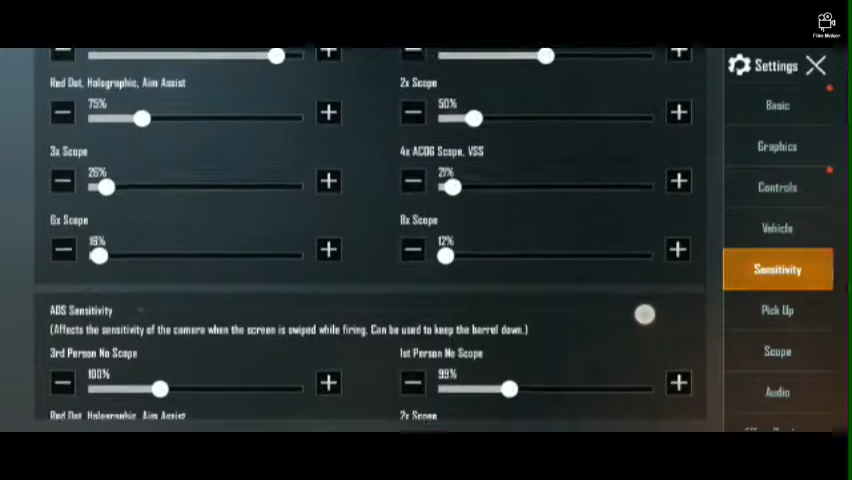 Film Maker
Settings
Red Dot, Holographic, Aim Assist
2x Scope
75%
50%
Basic
3x Scope
4x ACOG Scope, VSS
Graphics
26%
21%
Controls
6x Scope
8x Scope
Vehicle
16%
12%
Sensitivity
ADS Sensitivity
Pick Up
(Affects the sensitivity of the camera when the screen is swiped while firing. Can be used to keep the barrel down.)
3rd Person No Scope
1st Person No Scope
Scope
100%
99%
Audio
Red Dot, Holographic, Aim Assist
2x Scope